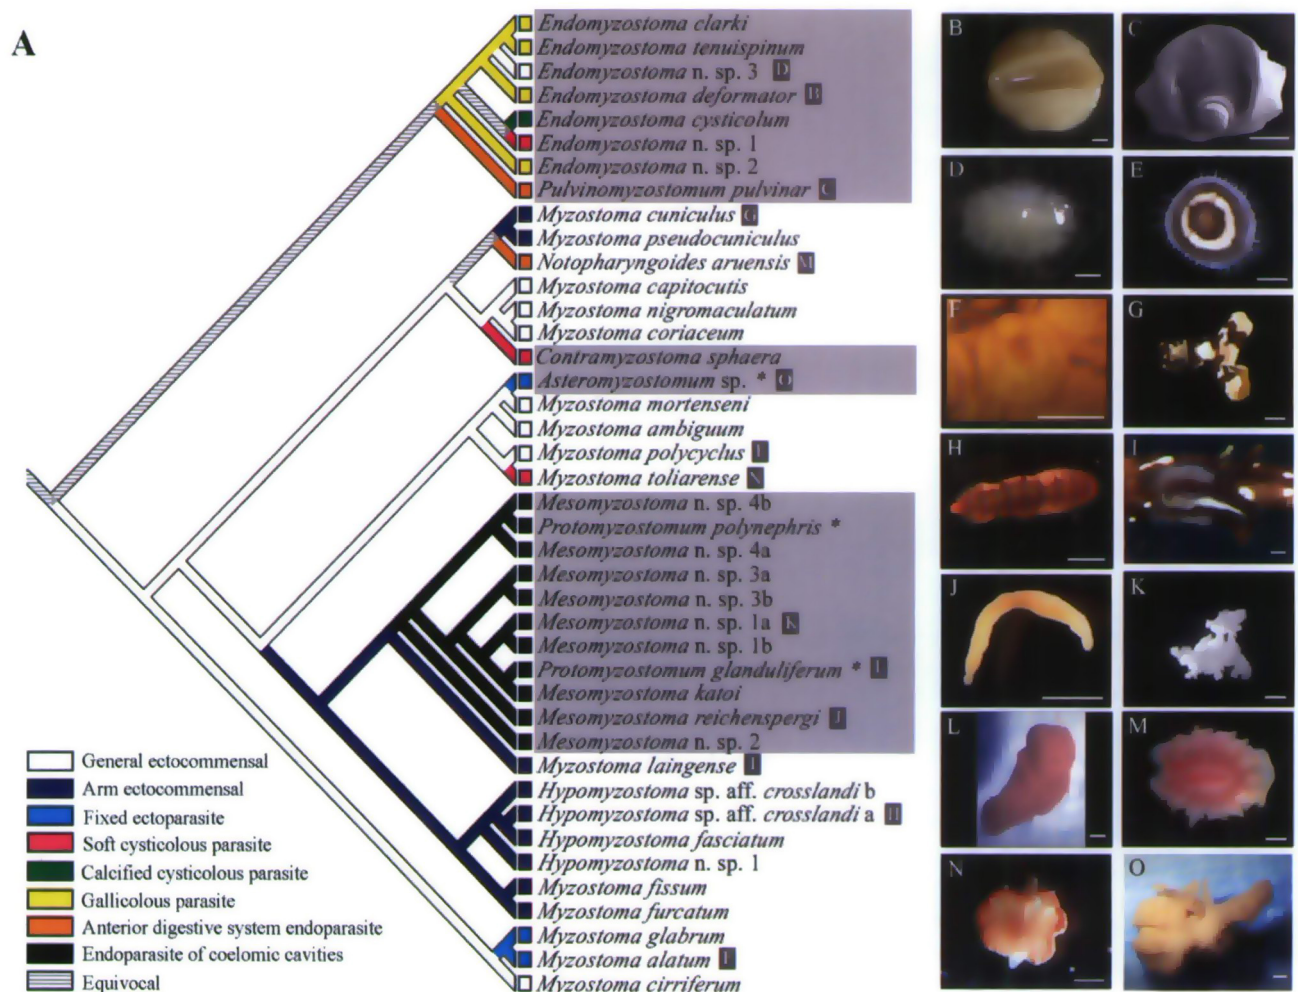 A
Endomyzostoma clarki
Endomyzostoma tenuispinum
Endomyzostoma n. sp. 3 D
Endomyzostoma deformator B
Endomyzostoma cysticolum
Endomyzostoma n. sp. 1
Endomyzostoma n. sp. 2
Pulvinomyzostomum pulvinar C
Myzostoma cuniculus G
Myzostoma pseudocuniculus
Notopharyngoides aruensis M
Myzostoma capitocutis
Myzostoma nigromaculatum
Myzostoma coriaceum
Contramyzostoma sphaera
Asteromyzostomum sp. * O
Myzostoma mortenseni
Myzostoma ambiguum
Myzostoma polycyclus
Myzostoma toliarense N
Mesomyzostoma n. sp. 4b
Protomyzostomum polynephris *
Mesomyzostoma n. sp. 4a
Mesomyzostoma n. sp. 3a
Mesomyzostoma n. sp. 3b
Mesomyzostoma n. sp. 1a K
Mesomyzostoma n. sp. 1b
Protomyzostomum glanduliferum *
Mesomyzostoma katoi
Mesomyzostoma reichenspergi J
Mesomyzostoma n. sp. 2
Myzostoma laingense
Hypomyzostoma sp. aff. crosslandi b
Hypomyzostoma sp. aff. crosslandi a H
Hypomyzostoma fasciatum
Hypomyzostoma n. sp. 1
Myzostoma fissum
Myzostoma furcatum
Myzostoma glabrum
Myzostoma alatum
Myzostoma cirriferum
General ectocommensal
Arm ectocommensal
Fixed ectoparasite
Soft cysticolous parasite
Calcified cysticolous parasite
Gallicolous parasite
Anterior digestive system endoparasite
Endoparasite of coelomic cavities
Equivocal
B C
D E
F G
H I
J K
L M
N O